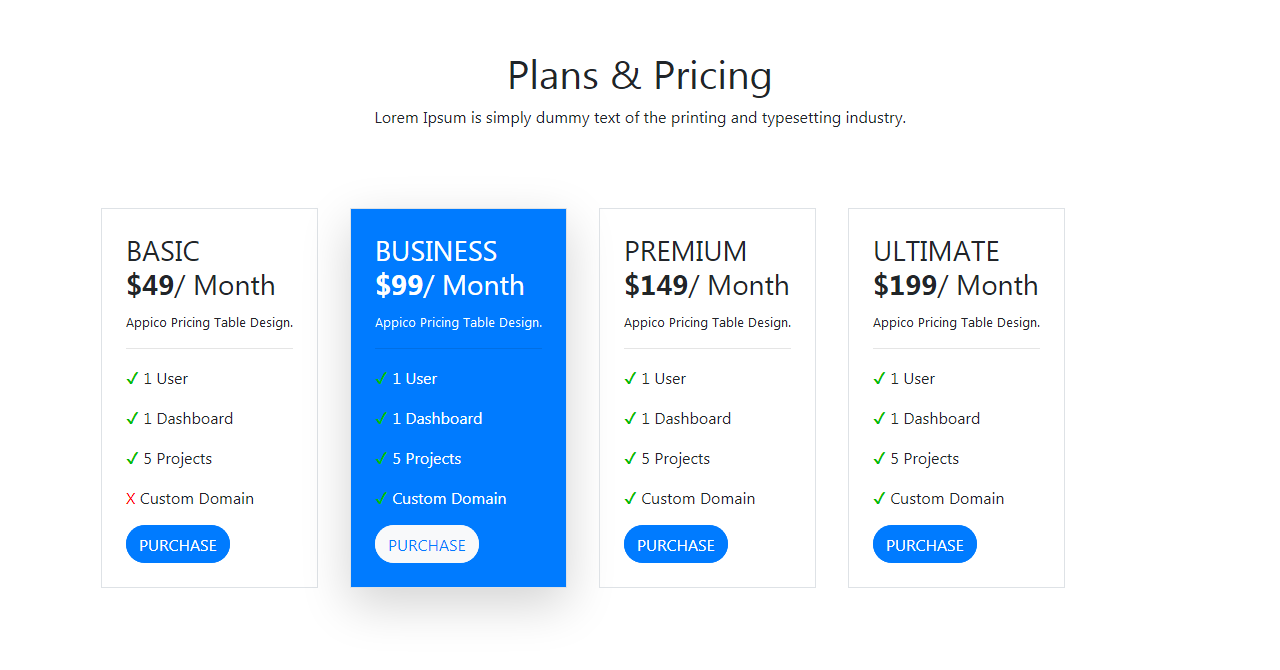 Plans & Pricing
Lorem Ipsum is simply dummy text of the printing and typesetting industry.
BASIC
$49/ Month
Appico Pricing Table Design.
✓ 1 User
✓ 1 Dashboard
✓ 5 Projects
X Custom Domain
PURCHASE
BUSINESS
$99/ Month
Appico Pricing Table Design.
✓ 1 User
✓ 1 Dashboard
✓ 5 Projects
✓ Custom Domain
PURCHASE
PREMIUM
$149/ Month
Appico Pricing Table Design.
✓ 1 User
✓ 1 Dashboard
✓ 5 Projects
✓ Custom Domain
PURCHASE
ULTIMATE
$199/ Month
Appico Pricing Table Design.
✓ 1 User
✓ 1 Dashboard
✓ 5 Projects
✓ Custom Domain
PURCHASE